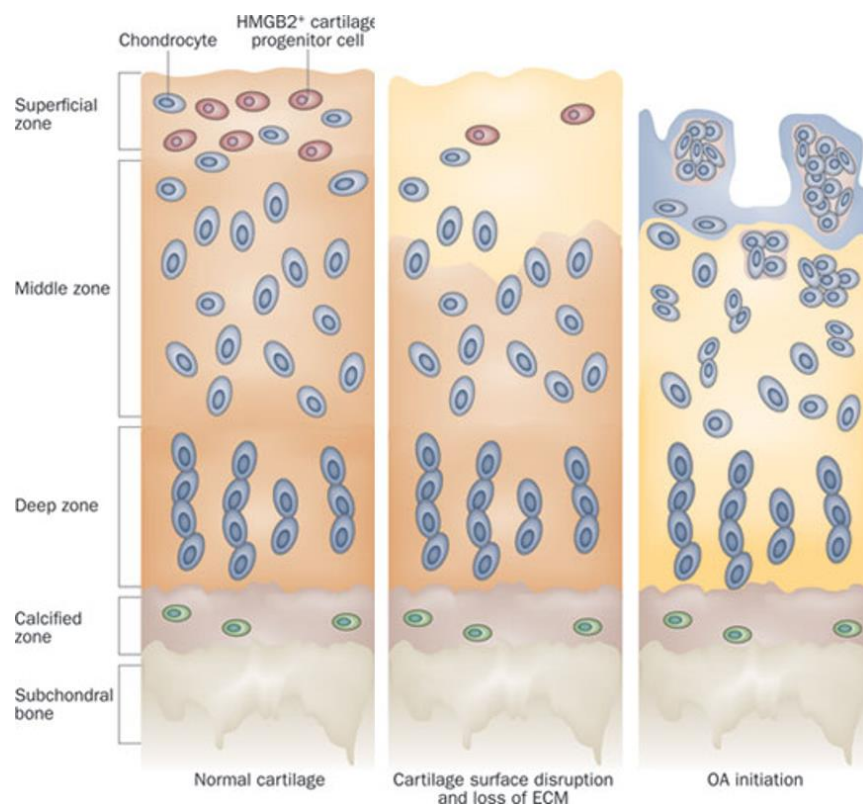 HMGB2⁺ cartilage
Chondrocyte progenitor cell
Superficial
zone
Middle zone
Deep zone
Calcified
zone
Subchondral
bone
Normal cartilage
Cartilage surface disruption
and loss of ECM
OA initiation